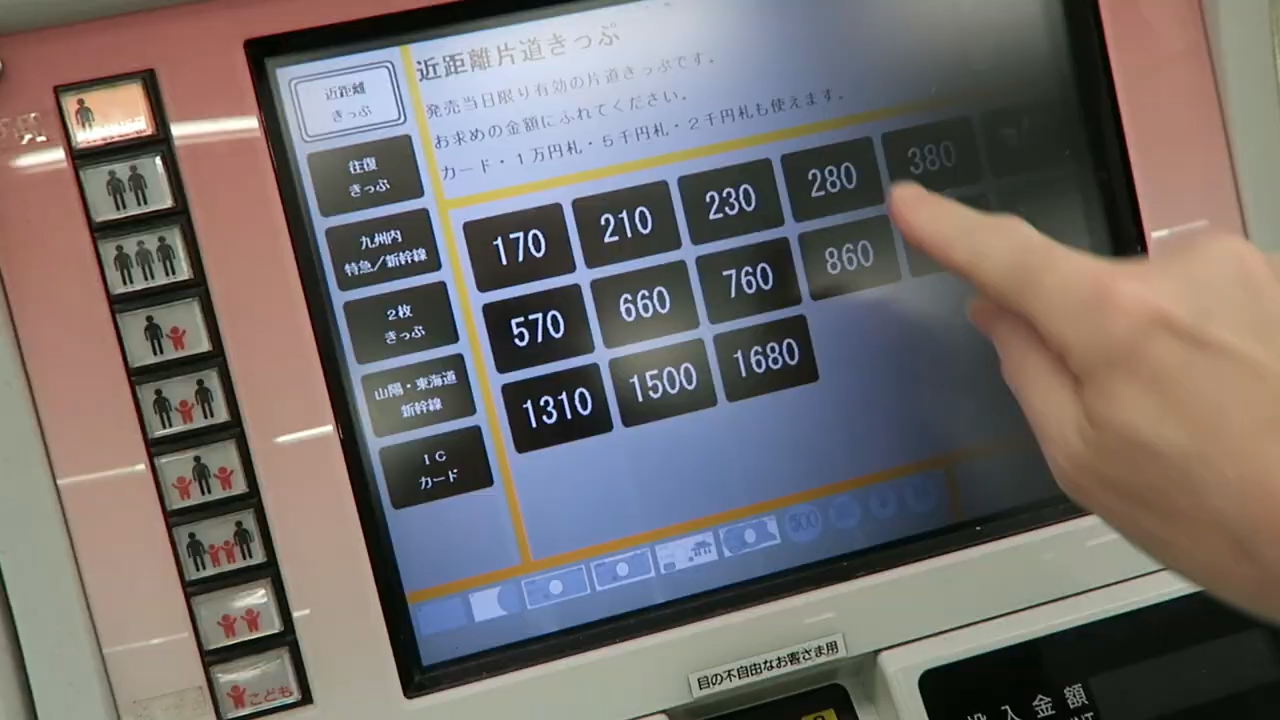 近距離片道きっぷ
発売当日限り有効の片道きっぷです。
お求めの金額にふれてください。
カード・1万円札・5千円札・2千円札も使えます。
近距離
きっぷ
往復
きっぷ
九州内
特急／新幹線
2枚
きっぷ
山陽・東海道
新幹線
IC
カード
170 210 230 280 380
570 660 760 860
1310 1500 1680
500
こども
目の不自由なお客さま用
投入金額